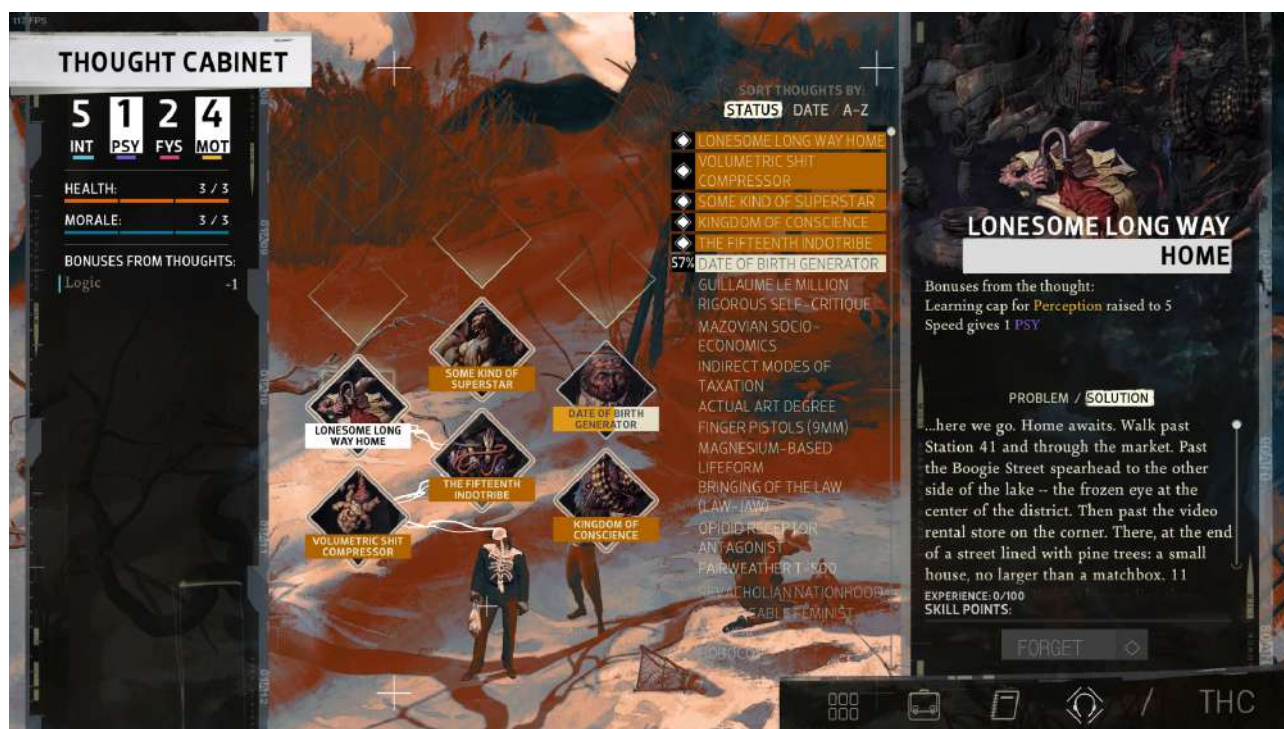 117 FPS
THOUGHT CABINET
5 1 2 4
INT PSY FYS MOT
HEALTH: 3 / 3
MORALE: 3 / 3
BONUSES FROM THOUGHTS:
Logic -1
SOME KIND OF
SUPERSTAR
LONESOME LONG
WAY HOME
DATE OF BIRTH
GENERATOR
THE FIFTEENTH
INDOTRIBE
VOLUMETRIC SHIT
COMPRESSOR
KINGDOM OF
CONSCIENCE
SORT THOUGHTS BY:
STATUS / DATE / A-Z
LONESOME LONG WAY HOME
VOLUMETRIC SHIT
COMPRESSOR
SOME KIND OF SUPERSTAR
KINGDOM OF CONSCIENCE
THE FIFTEENTH INDOTRIBE
57% DATE OF BIRTH GENERATOR
GUILLAUME LE MILLION
RIGOROUS SELF-CRITIQUE
MAZOVIAN SOCIO-
ECONOMICS
INDIRECT MODES OF
TAXATION
ACTUAL ART DEGREE
FINGER PISTOLS (9MM)
MAGNESIUM-BASED
LIFEFORM
BRINGING OF THE LAW
(LAW-JAW)
OPIOID RECEPTOR
ANTAGONIST
FAIRWEATHER T-500
REVACHOLIAN NATIONHOOD
FEMINIST
LONESOME LONG WAY
HOME
Bonuses from the thought:
Learning cap for Perception raised to 5
Speed gives 1 PSY
PROBLEM / SOLUTION
...here we go. Home awaits. Walk past
Station 41 and through the market. Past
the Boogie Street spearhead to the other
side of the lake -- the frozen eye at the
center of the district. Then past the video
rental store on the corner. There, at the end
of a street lined with pine trees: a small
house, no larger than a matchbox. 11
EXPERIENCE: 0/100
SKILL POINTS:
FORGET
/ THC